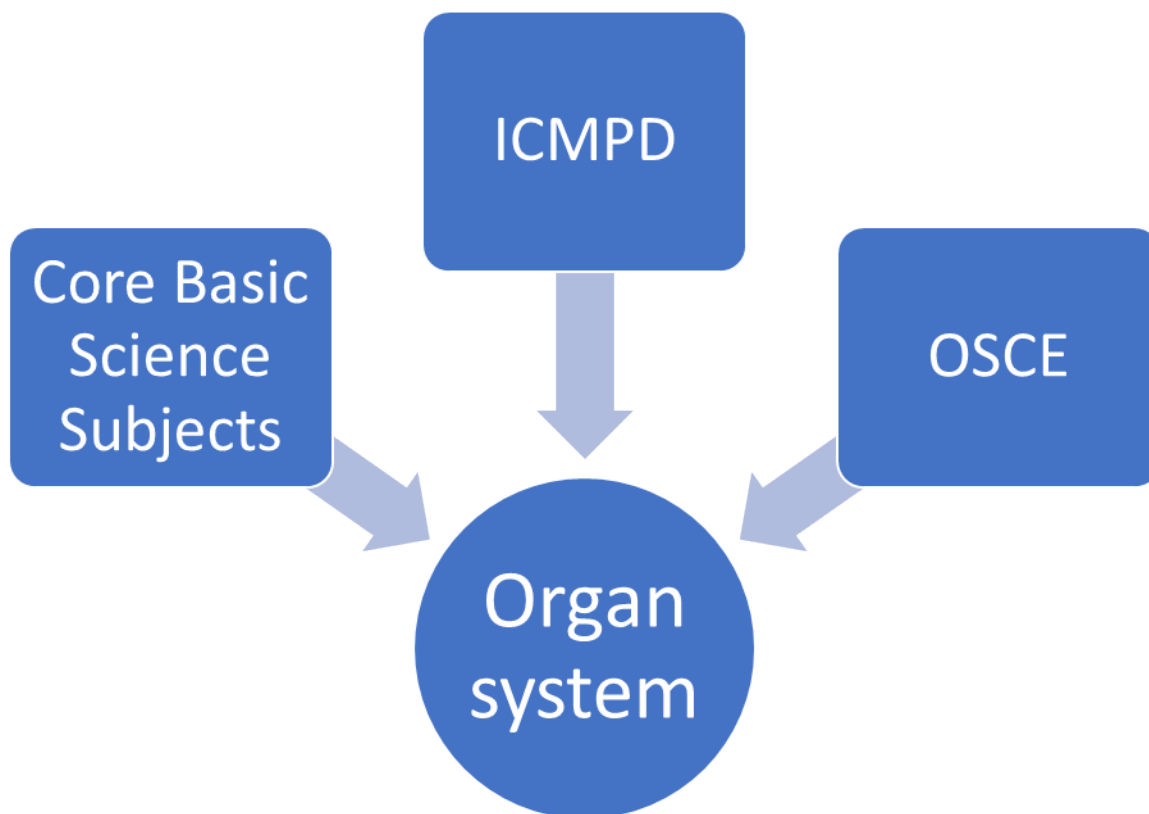 ICMPD
Core Basic
Science
Subjects
OSCE
Organ
system